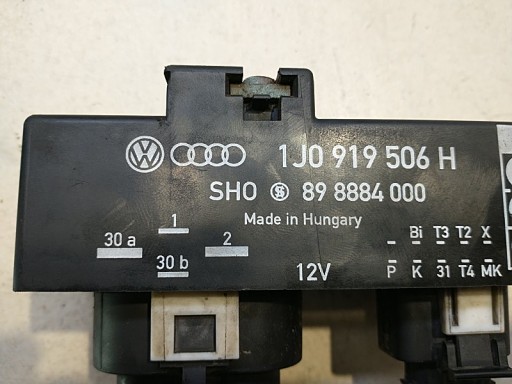 1J0 919 506 H
SHO 89 8884 000
Made in Hungary
1
30 a 2
30 b
12V
- Bi T3 T2 X
P K 31 T4 MK